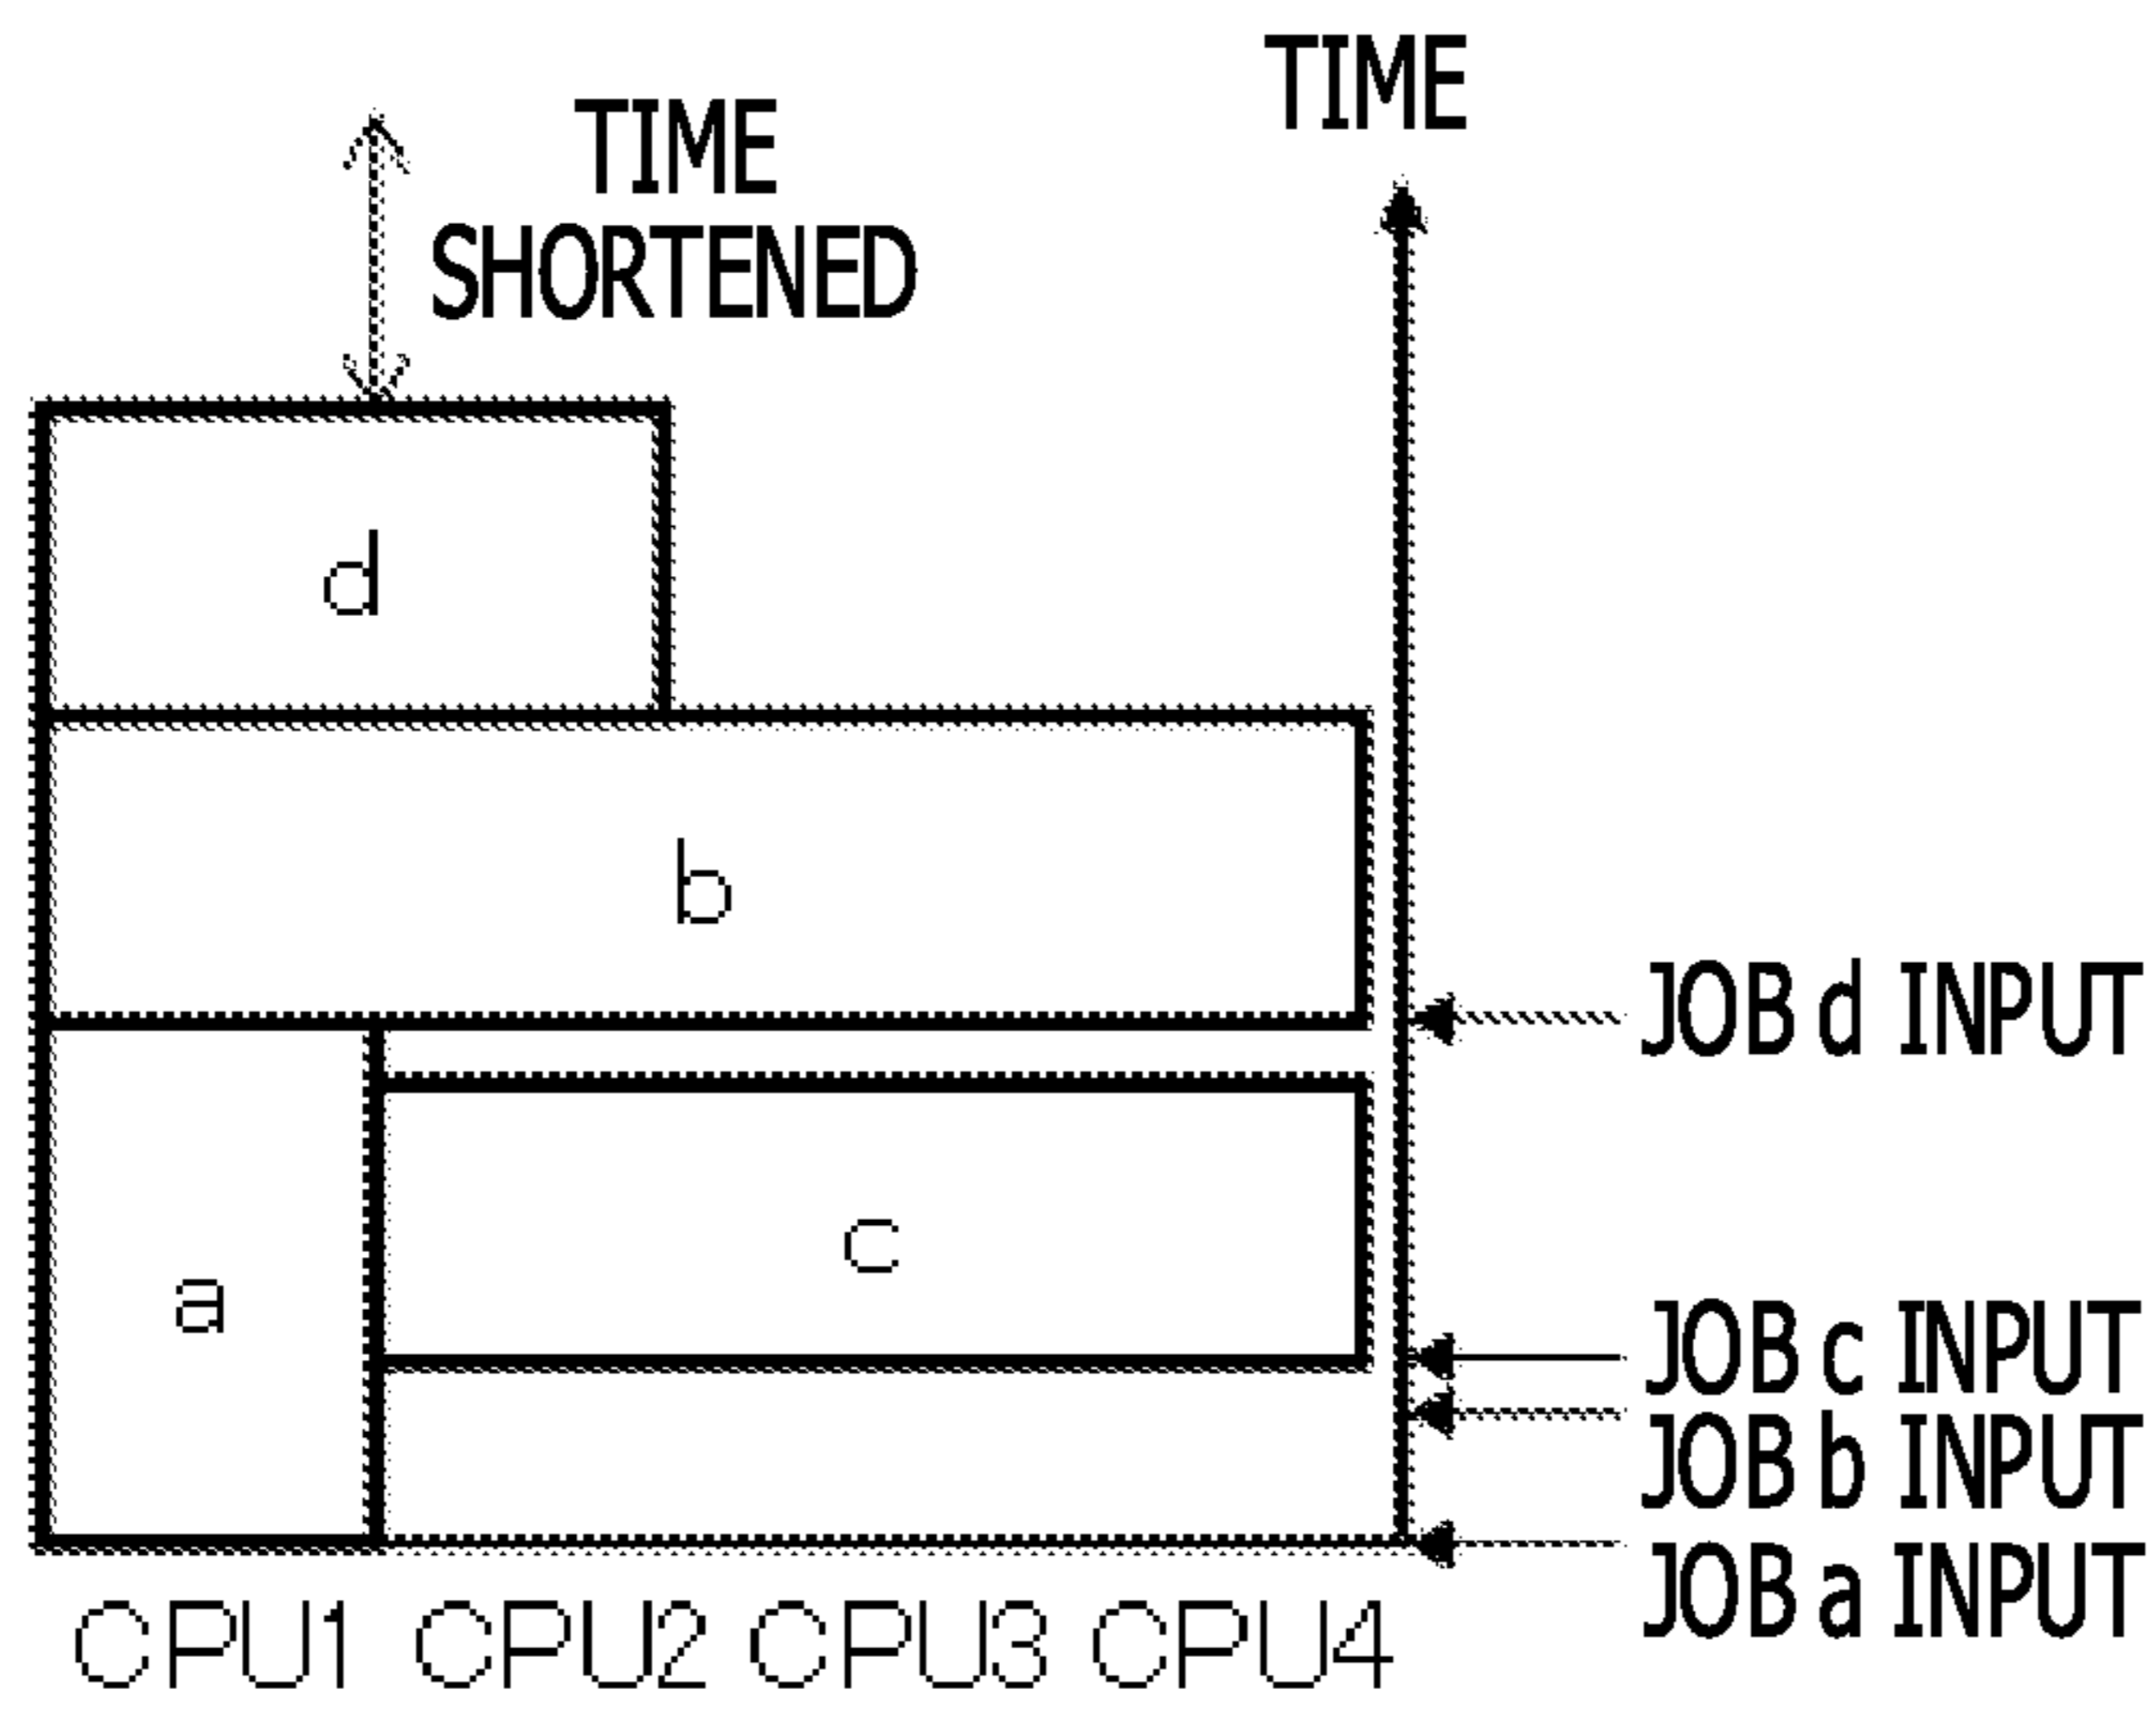 TIME
TIME
SHORTENED
d
b
JOB d INPUT
c
a
JOB c INPUT
JOB b INPUT
JOB a INPUT
CPU1 CPU2 CPU3 CPU4